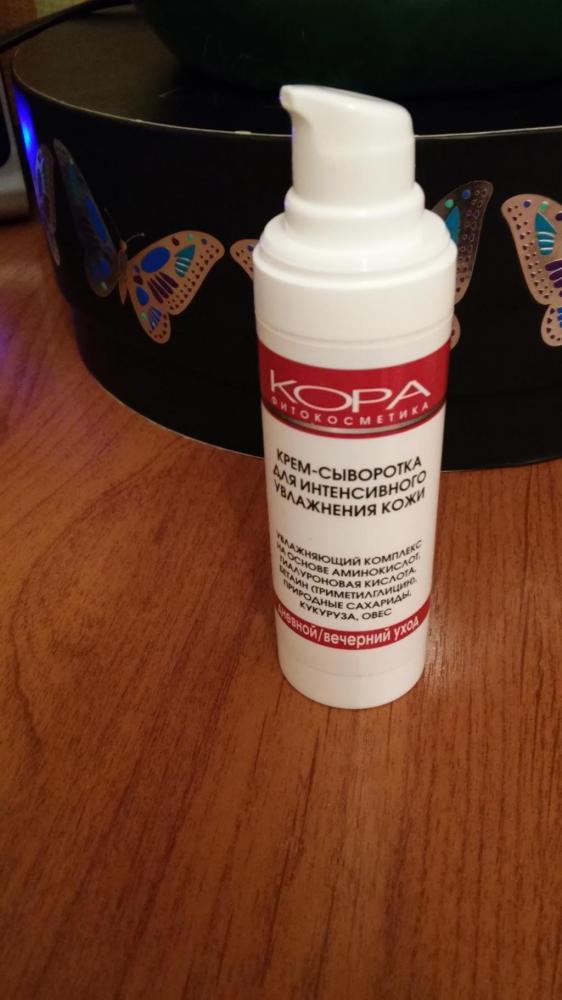 КОРА
ФИТОКОСМЕТИКА
КРЕМ-СЫВОРОТКА
ДЛЯ ИНТЕНСИВНОГО
УВЛАЖНЕНИЯ КОЖИ
УВЛАЖНЯЮЩИЙ КОМПЛЕКС
НА ОСНОВЕ АМИНОКИСЛОТ,
ГИАЛУРОНОВАЯ КИСЛОТА,
БЕТАИН (ТРИМЕТИЛГЛИЦИН),
ПРИРОДНЫЕ САХАРИДЫ,
КУКУРУЗА, ОВЕС
дневной/вечерний уход